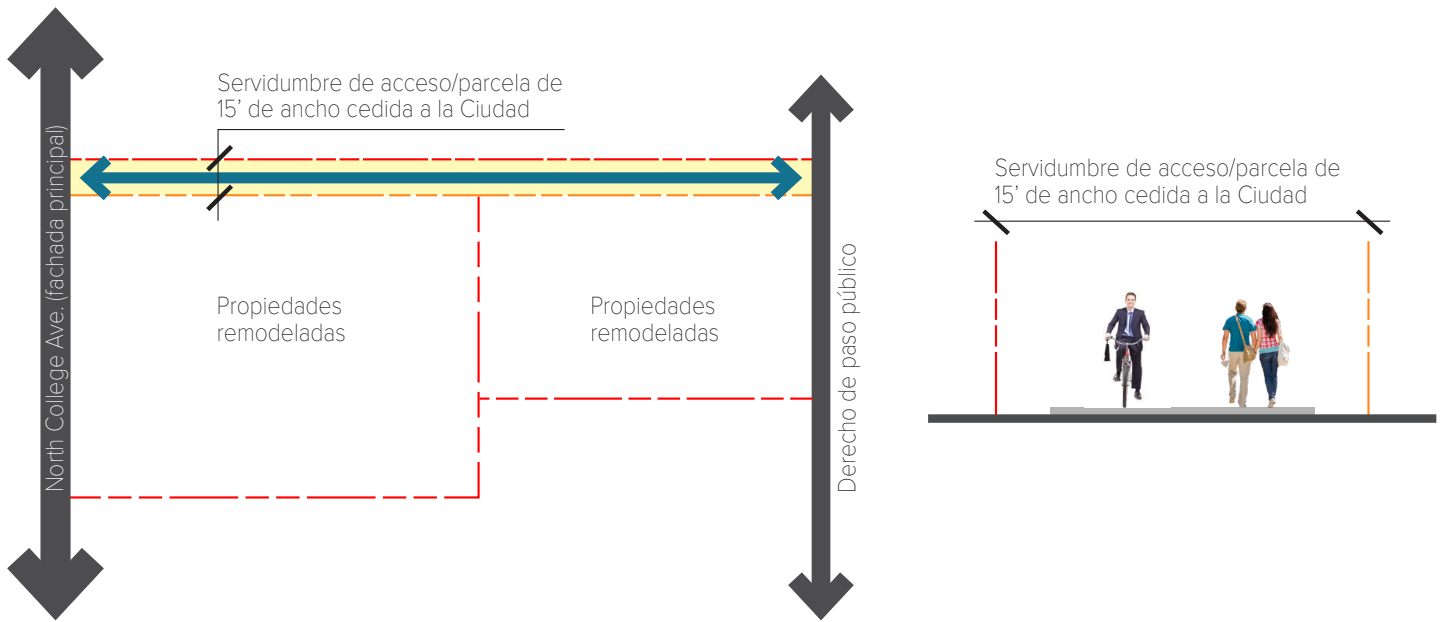 Servidumbre de acceso/parcela de
15’ de ancho cedida a la Ciudad
North College Ave. (fachada principal)
Propiedades
remodeladas
Propiedades
remodeladas
Derecho de paso público
Servidumbre de acceso/parcela de
15’ de ancho cedida a la Ciudad